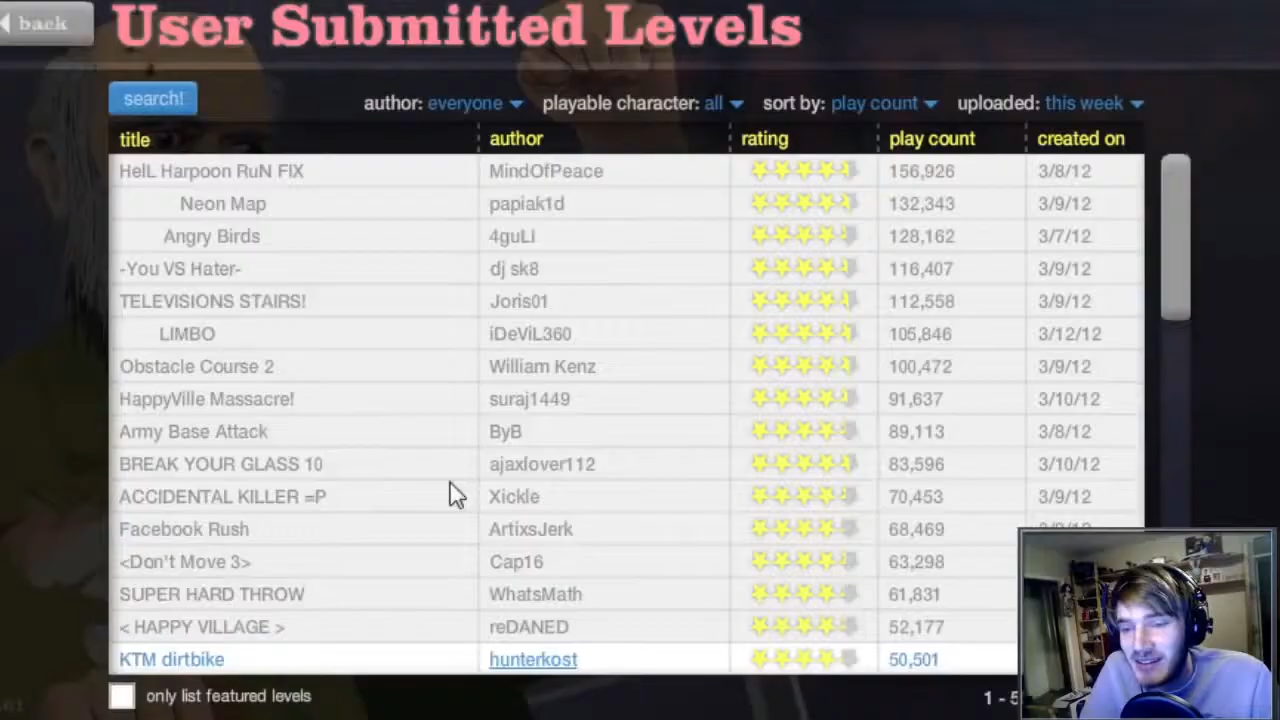 back
User Submitted Levels
search! author: everyone playable character: all sort by: play count uploaded: this week
title author rating play count created on
HelL Harpoon RuN FIX MindOfPeace 156,926 3/8/12
Neon Map papiak1d 132,343 3/9/12
Angry Birds 4guLI 128,162 3/7/12
-You VS Hater- dj sk8 116,407 3/9/12
TELEVISIONS STAIRS! Joris01 112,558 3/9/12
LIMBO iDeViL360 105,846 3/12/12
Obstacle Course 2 William Kenz 100,472 3/9/12
HappyVille Massacre! suraj1449 91,637 3/10/12
Army Base Attack ByB 89,113 3/8/12
BREAK YOUR GLASS 10 ajaxlover112 83,596 3/10/12
ACCIDENTAL KILLER =P Xickle 70,453 3/9/12
Facebook Rush ArtixsJerk 68,469
<Don't Move 3> Cap16 63,298
SUPER HARD THROW WhatsMath 61,831
< HAPPY VILLAGE > reDANED 52,177
KTM dirtbike hunterkost 50,501
only list featured levels 1 - 5